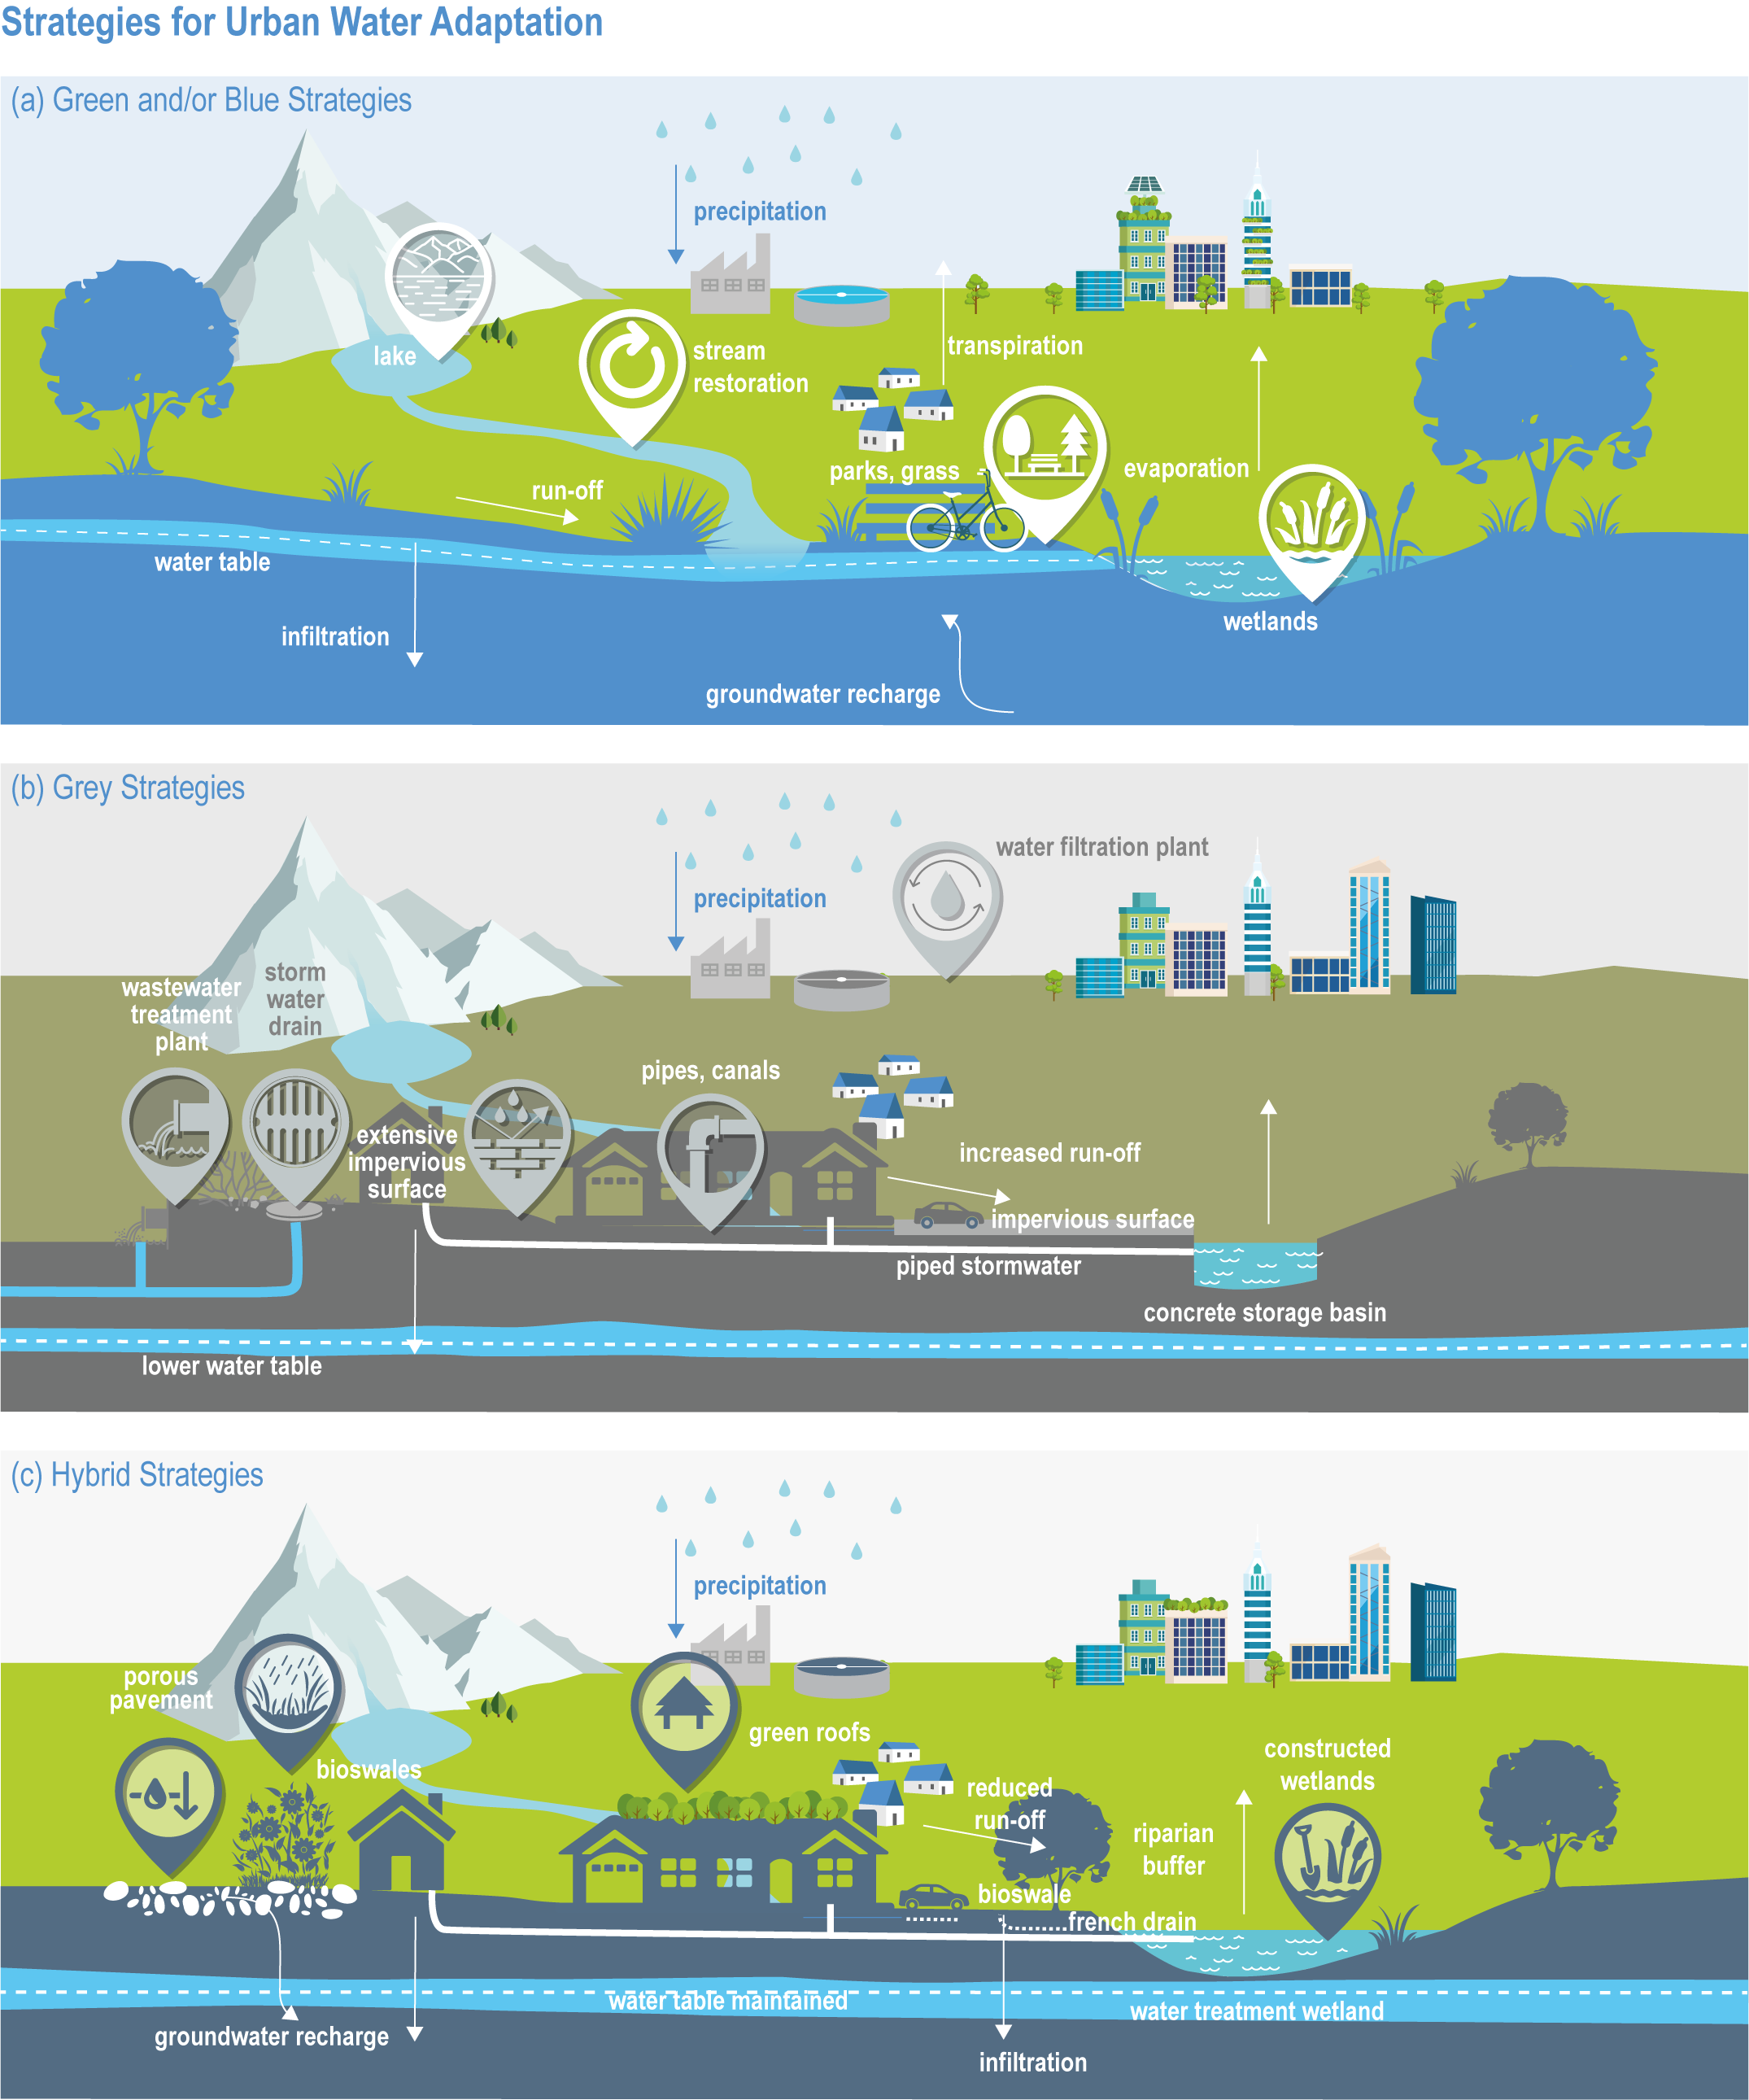 Strategies for Urban Water Adaptation
(a) Green and/or Blue Strategies
precipitation
lake
stream
restoration
transpiration
parks, grass
evaporation
run-off
water table
infiltration
wetlands
groundwater recharge
(b) Grey Strategies
water filtration plant
precipitation
wastewater
treatment
plant
storm
water
drain
pipes, canals
extensive
impervious
surface
increased run-off
impervious surface
piped stormwater
concrete storage basin
lower water table
(c) Hybrid Strategies
precipitation
porous
pavement
green roofs
bioswales
constructed
wetlands
reduced
run-off
riparian
buffer
bioswale
french drain
water table maintained
water treatment wetland
groundwater recharge
infiltration